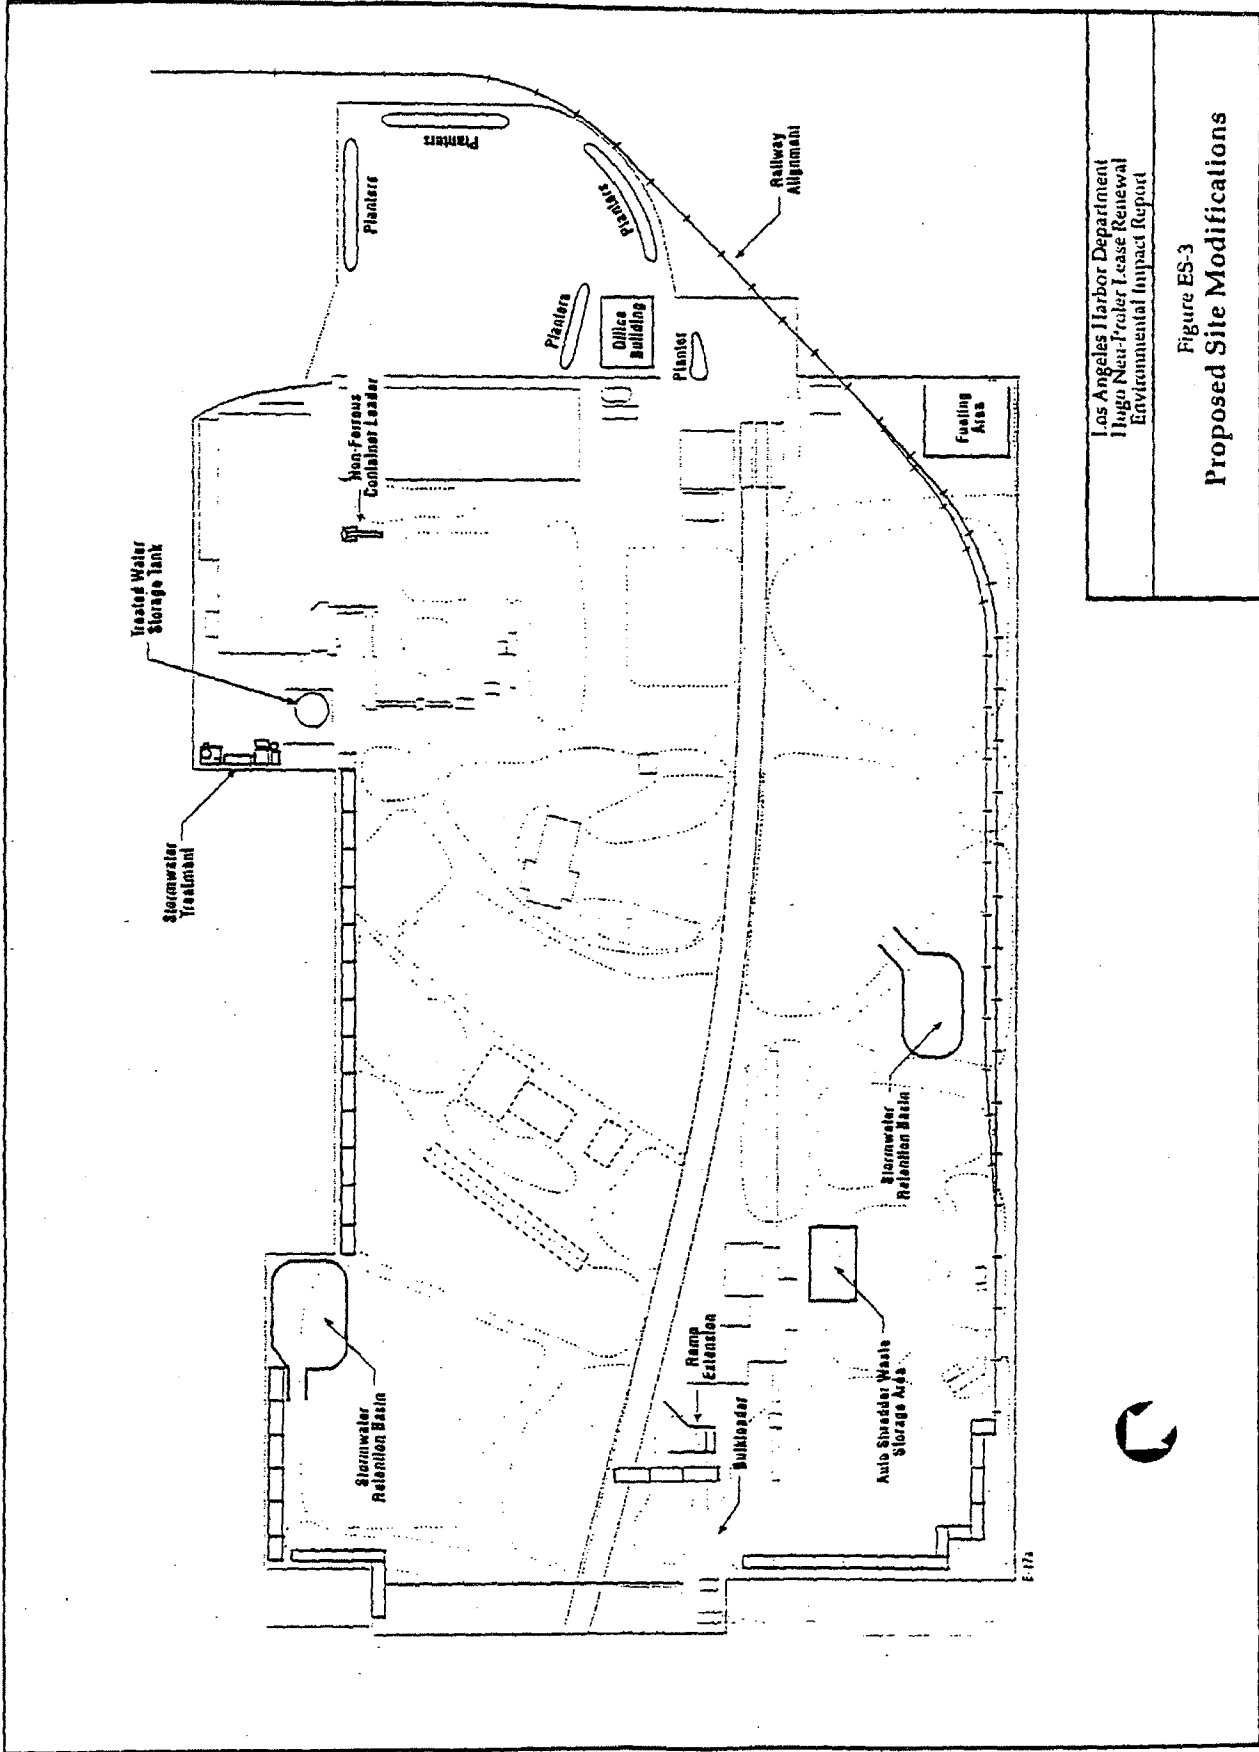 Treated Water
Storage Tank
Stormwater
Treatment
Non-Ferrous
Container Loader
Planters
Planters
Planters
Planters
Office
Building
Planter
Railway
Alignment
Fueling
Area
Stormwater
Retention Basin
Stormwater
Retention Basin
Ramp
Extension
Bulkloader
Auto Shredder Waste
Storage Area
E-17a
Los Angeles Harbor Department
Hugo Neu-Proler Lease Renewal
Environmental Impact Report
Figure ES-3
Proposed Site Modifications